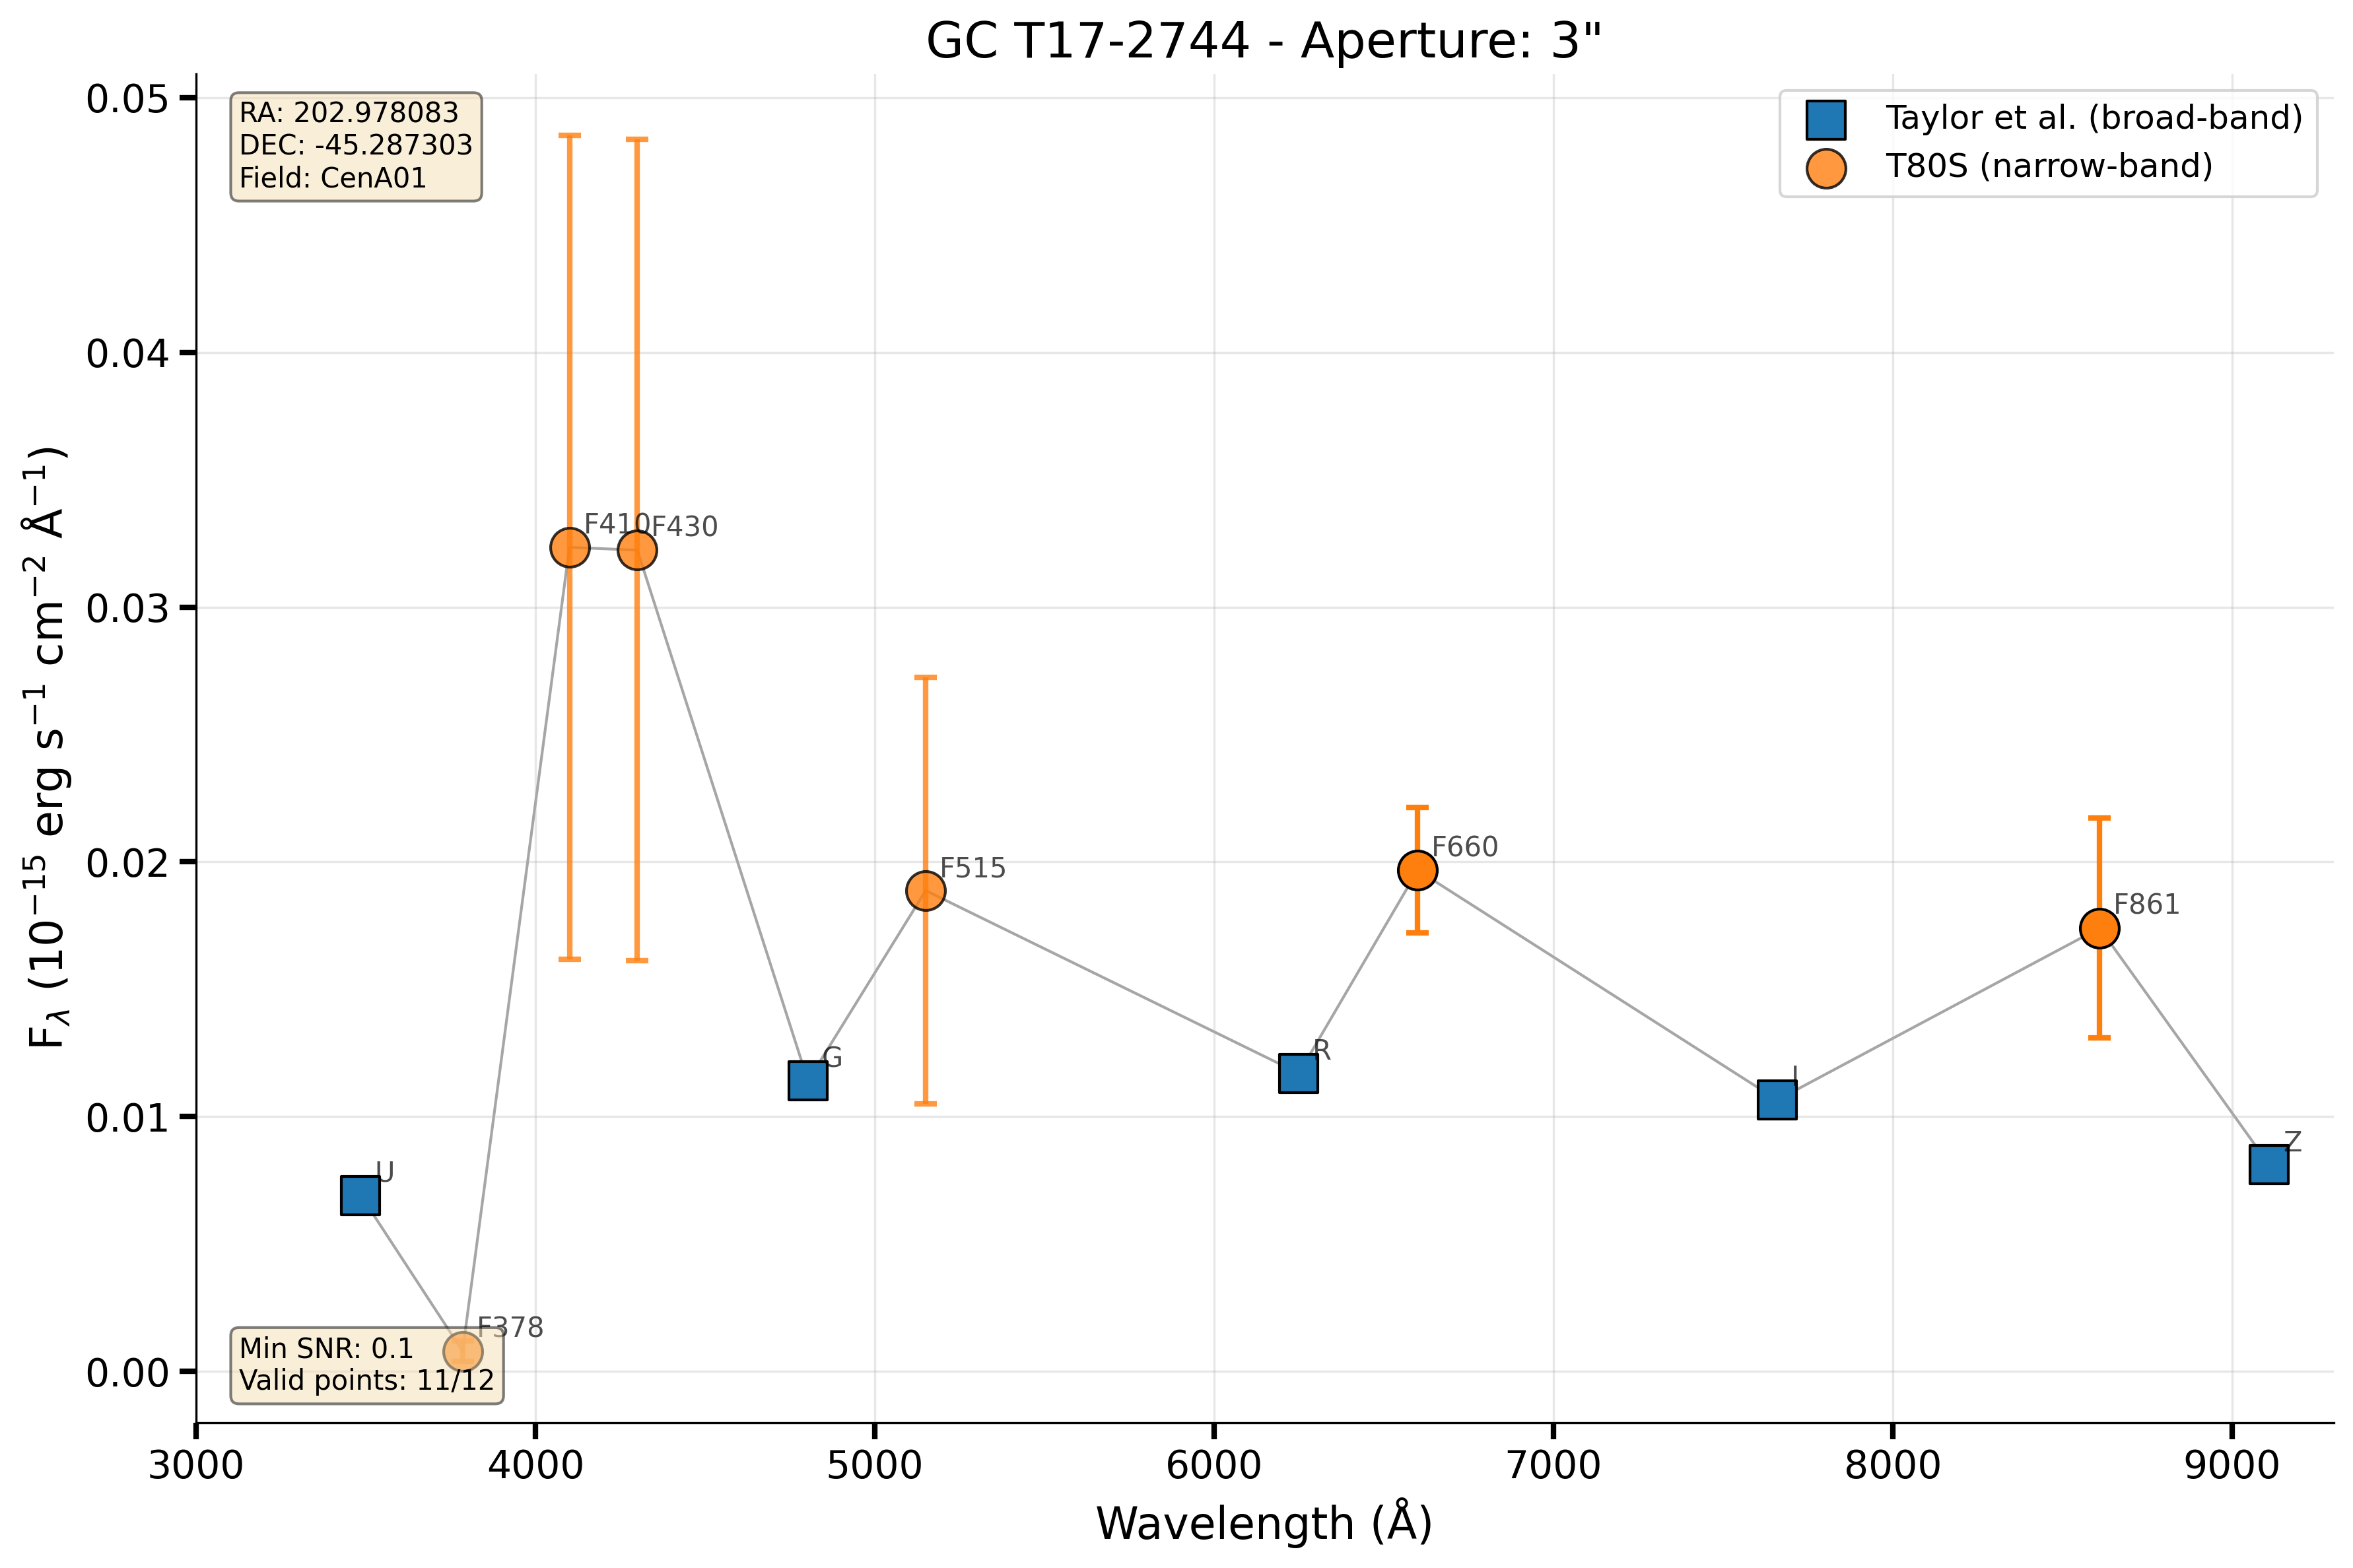 GC T17-2744 - Aperture: 3"
RA: 202.978083
DEC: -45.287303
Field: CenA01
Taylor et al. (broad-band)
T80S (narrow-band)
0.05
0.04
0.03
0.02
0.01
0.00
F_λ (10⁻¹⁵ erg s⁻¹ cm⁻² Å⁻¹)
F410
F430
F515
F660
F861
G
R
I
Z
U
F378
Min SNR: 0.1
Valid points: 11/12
3000 4000 5000 6000 7000 8000 9000
Wavelength (Å)